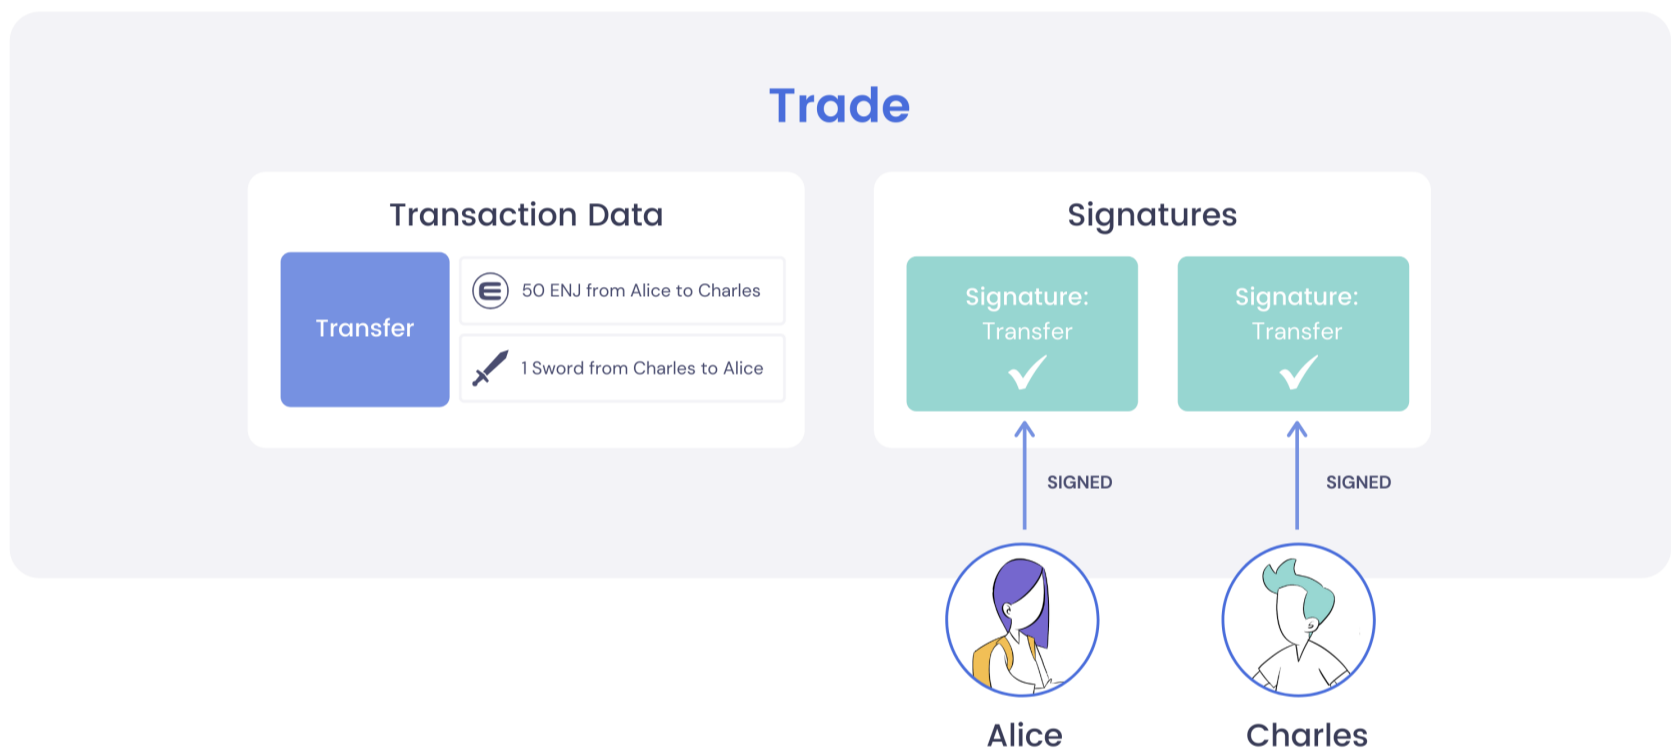 Trade
Transaction Data
Transfer
50 ENJ from Alice to Charles
1 Sword from Charles to Alice
Signatures
Signature:
Transfer
Signature:
Transfer
SIGNED
SIGNED
Alice
Charles